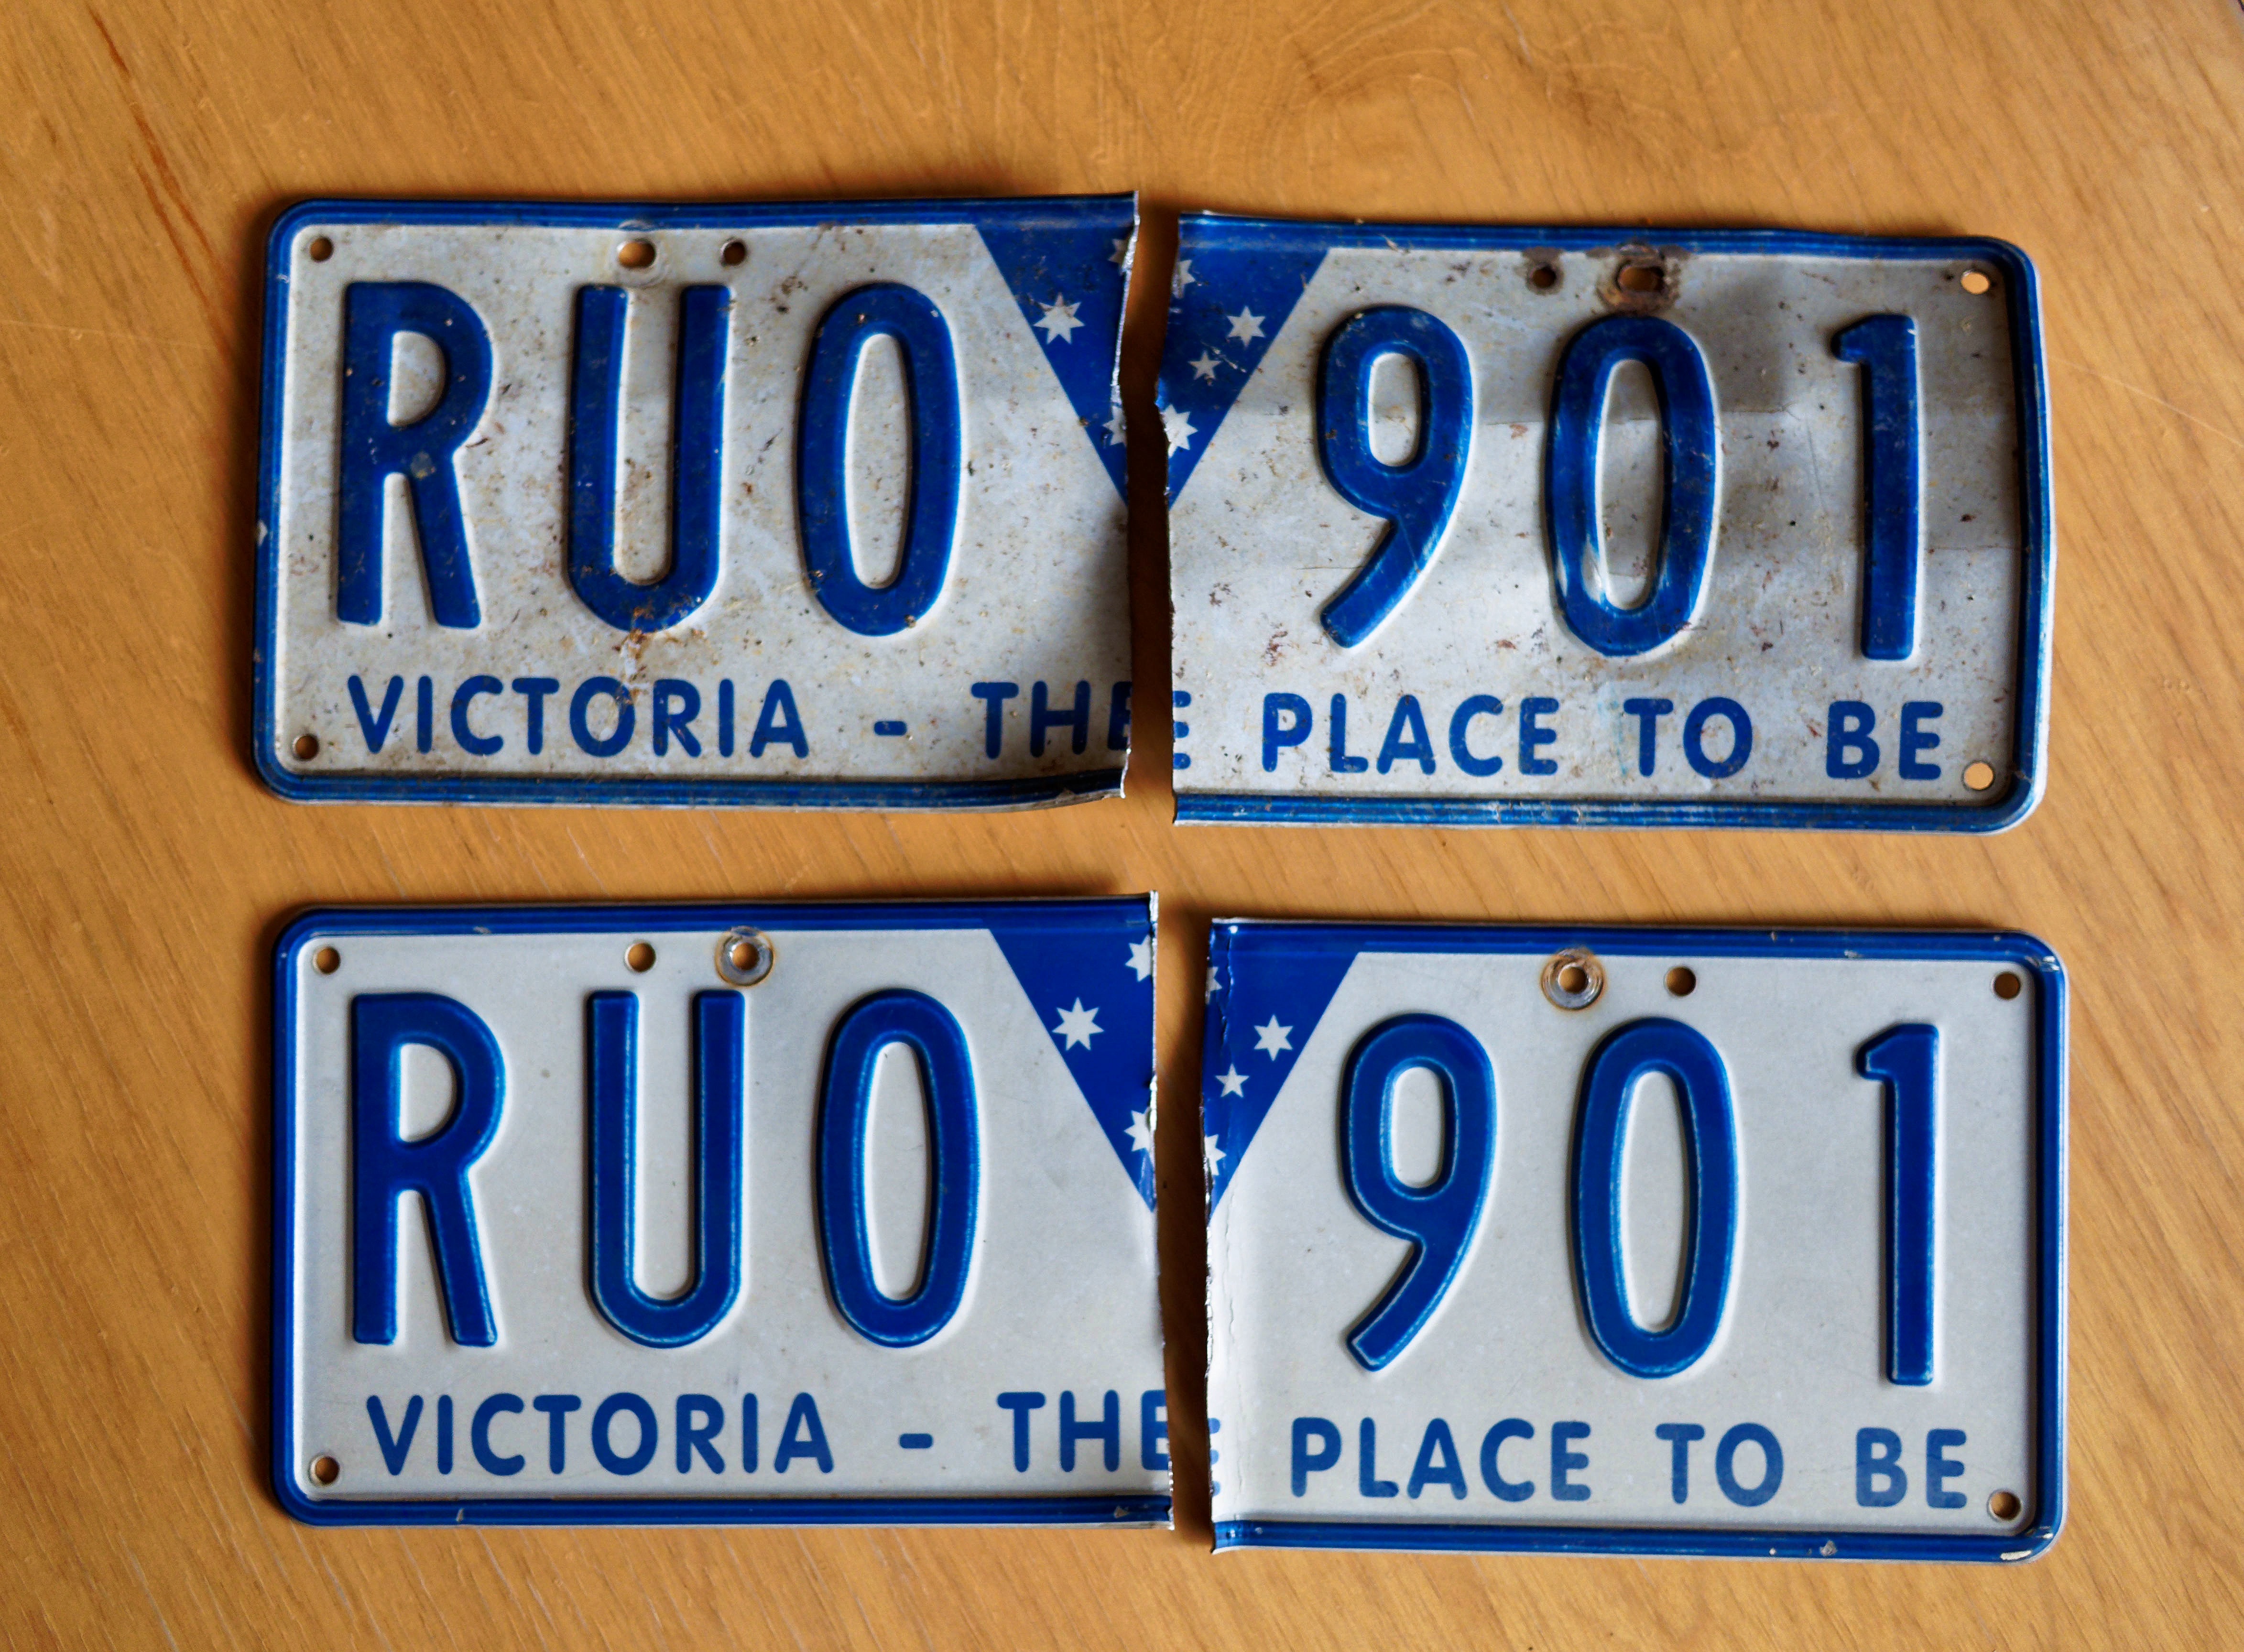 RUO 901
VICTORIA - THE PLACE TO BE
RUO 901
VICTORIA - THE PLACE TO BE